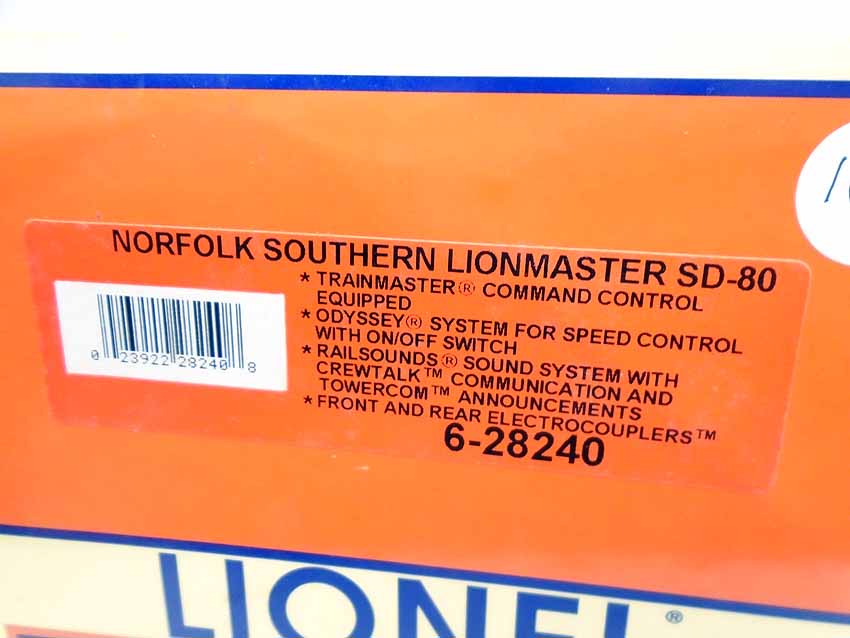 NORFOLK SOUTHERN LIONMASTER SD-80
* TRAINMASTER® COMMAND CONTROL
EQUIPPED
* ODYSSEY® SYSTEM FOR SPEED CONTROL
WITH ON/OFF SWITCH
* RAILSOUNDS® SOUND SYSTEM WITH
CREWTALK™ COMMUNICATION AND
TOWERCOM™ ANNOUNCEMENTS
* FRONT AND REAR ELECTROCOUPLERS™
6-28240
0 23922 28240 8
LIONEL®